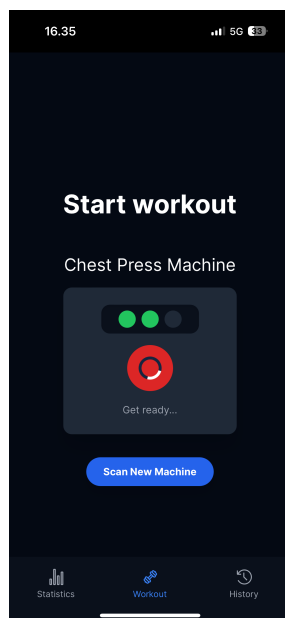 16.35
5G
33
Start workout
Chest Press Machine
Get ready...
Scan New Machine
Statistics
Workout
History